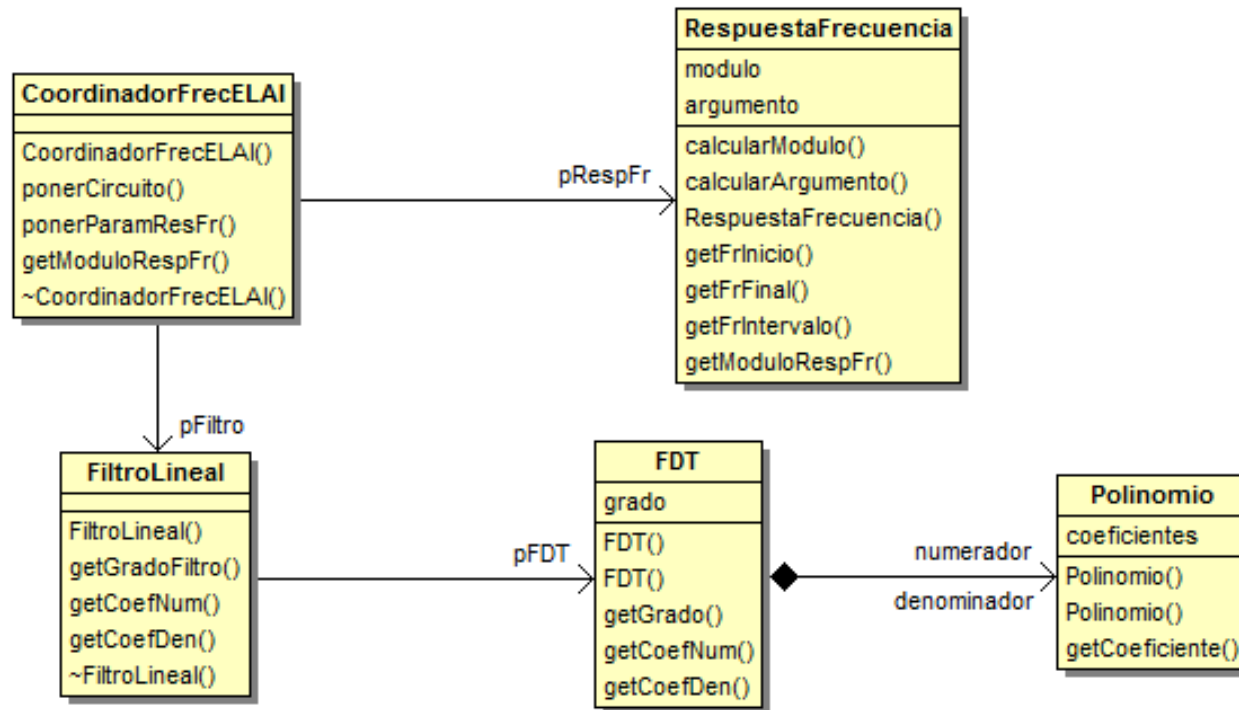 CoordinadorFrecELAI
CoordinadorFrecELAI()
ponerCircuito()
ponerParamResFr()
getModuloRespFr()
~CoordinadorFrecELAI()
pRespFr
RespuestaFrecuencia
modulo
argumento
calcularModulo()
calcularArgumento()
RespuestaFrecuencia()
getFrInicio()
getFrFinal()
getFrIntervalo()
getModuloRespFr()
pFiltro
FiltroLineal
FiltroLineal()
getGradoFiltro()
getCoefNum()
getCoefDen()
~FiltroLineal()
pFDT
FDT
grado
FDT()
FDT()
getGrado()
getCoefNum()
getCoefDen()
numerador
denominador
Polinomio
coeficientes
Polinomio()
Polinomio()
getCoeficiente()